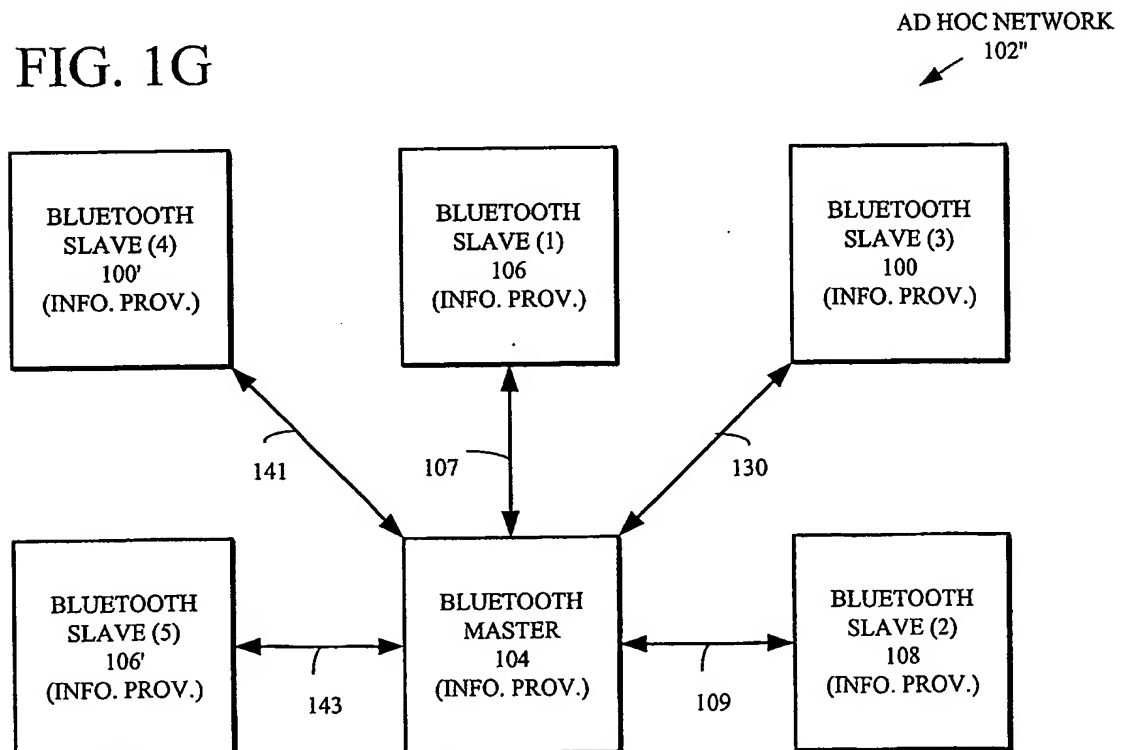 FIG. 1G
AD HOC NETWORK
102"
BLUETOOTH
SLAVE (4)
100'
(INFO. PROV.)
BLUETOOTH
SLAVE (1)
106
(INFO. PROV.)
BLUETOOTH
SLAVE (3)
100
(INFO. PROV.)
141
107
130
BLUETOOTH
SLAVE (5)
106'
(INFO. PROV.)
143
BLUETOOTH
MASTER
104
(INFO. PROV.)
109
BLUETOOTH
SLAVE (2)
108
(INFO. PROV.)